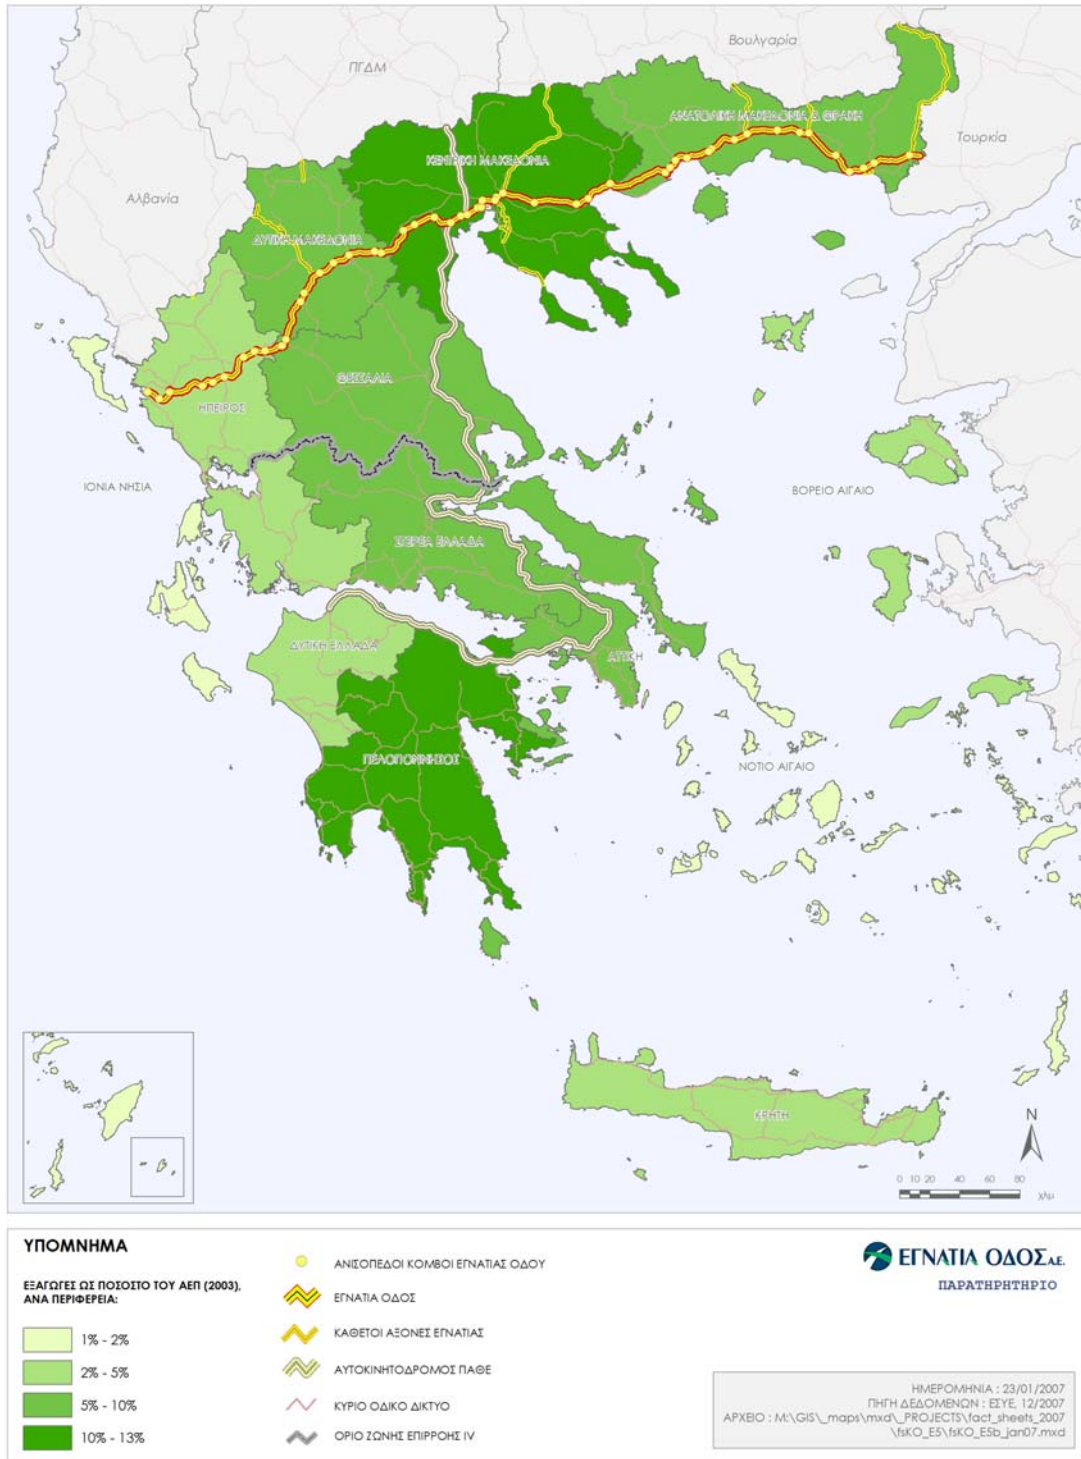 Βουλγαρία
ΠΓΔΜ
ΑΝΑΤΟΛΙΚΗ ΜΑΚΕΔΟΝΙΑ & ΘΡΑΚΗ
Τουρκία
ΚΕΝΤΡΙΚΗ ΜΑΚΕΔΟΝΙΑ
Αλβανία
ΔΥΤΙΚΗ ΜΑΚΕΔΟΝΙΑ
ΘΕΣΣΑΛΙΑ
ΗΠΕΙΡΟΣ
ΙΟΝΙΑ ΝΗΣΙΑ
ΒΟΡΕΙΟ ΑΙΓΑΙΟ
ΣΤΕΡΕΑ ΕΛΛΑΔΑ
ΔΥΤΙΚΗ ΕΛΛΑΔΑ
ΑΤΤΙΚΗ
ΠΕΛΟΠΟΝΝΗΣΟΣ
ΝΟΤΙΟ ΑΙΓΑΙΟ
ΚΡΗΤΗ
N
0 10 20 40 60 80
χλμ
ΥΠΟΜΝΗΜΑ
ΕΞΑΓΩΓΕΣ ΩΣ ΠΟΣΟΣΤΟ ΤΟΥ ΑΕΠ (2003),
ΑΝΑ ΠΕΡΙΦΕΡΕΙΑ:
1% - 2%
2% - 5%
5% - 10%
10% - 13%
ΑΝΙΣΟΠΕΔΟΙ ΚΟΜΒΟΙ ΕΓΝΑΤΙΑΣ ΟΔΟΥ
ΕΓΝΑΤΙΑ ΟΔΟΣ
ΚΑΘΕΤΟΙ ΑΞΟΝΕΣ ΕΓΝΑΤΙΑΣ
ΑΥΤΟΚΙΝΗΤΟΔΡΟΜΟΣ ΠΑΘΕ
ΚΥΡΙΟ ΟΔΙΚΟ ΔΙΚΤΥΟ
ΟΡΙΟ ΖΩΝΗΣ ΕΠΙΡΡΟΗΣ IV
ΕΓΝΑΤΙΑ ΟΔΟΣ Α.Ε.
ΠΑΡΑΤΗΡΗΤΗΡΙΟ
ΗΜΕΡΟΜΗΝΙΑ : 23/01/2007
ΠΗΓΗ ΔΕΔΟΜΕΝΩΝ : ΕΣΥΕ, 12/2007
ΑΡΧΕΙΟ : M:\GIS\_maps\mxd\_PROJECTS\fact_sheets_2007
\fsKO_E5\fsKO_E5b_jan07.mxd